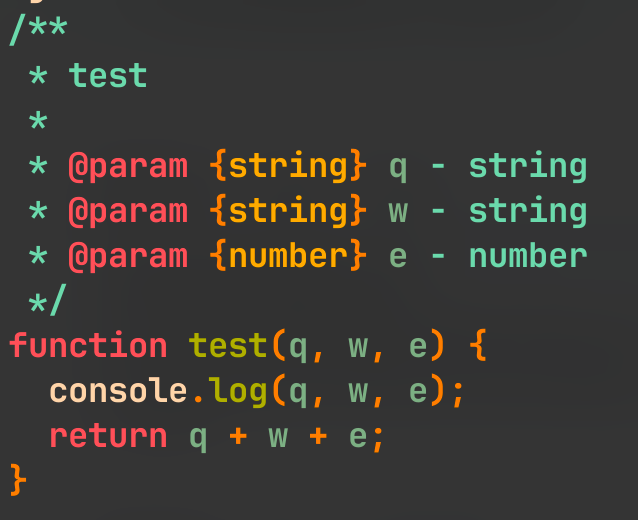 /**
 * test
 *
 * @param {string} q - string
 * @param {string} w - string
 * @param {number} e - number
 */
function test(q, w, e) {
  console.log(q, w, e);
  return q + w + e;
}